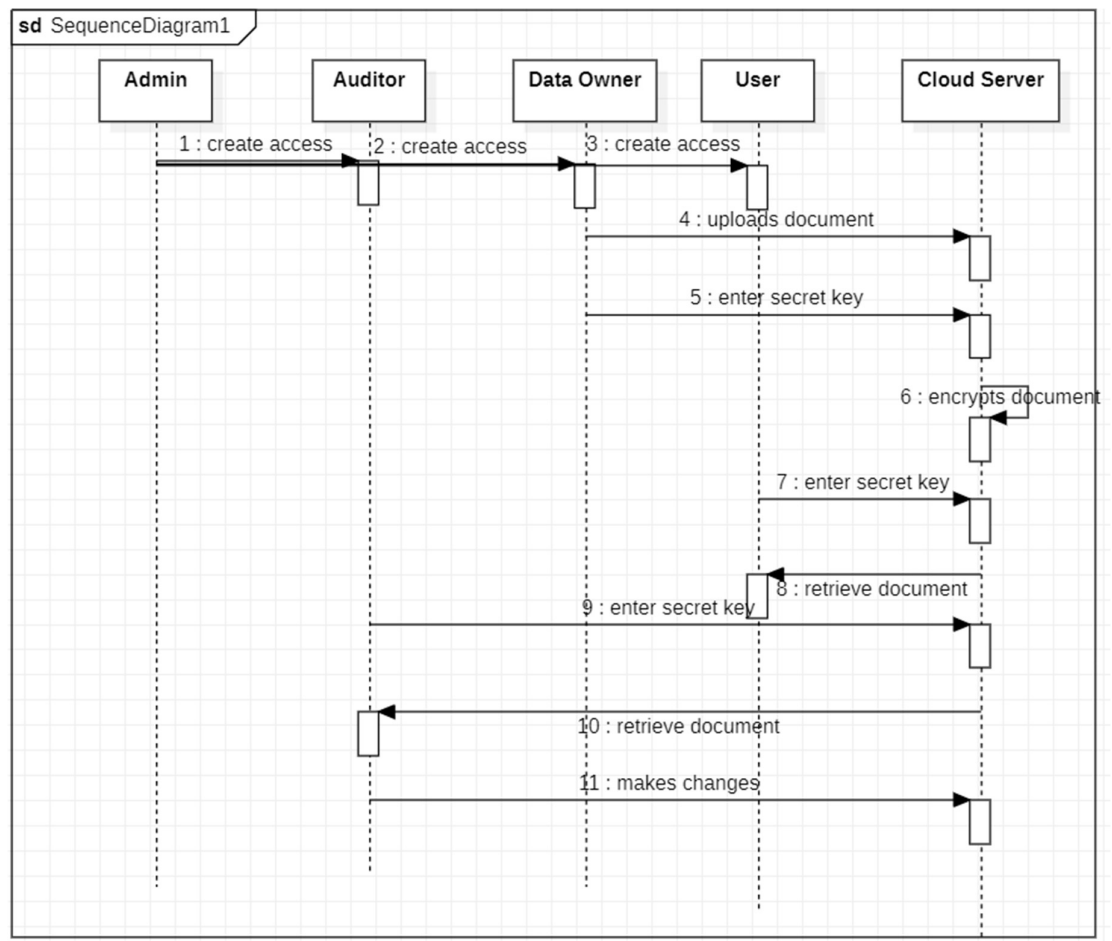 sd SequenceDiagram1
Admin
Auditor
Data Owner
User
Cloud Server
1 : create access
2 : create access
3 : create access
4 : uploads document
5 : enter secret key
6 : encrypts document
7 : enter secret key
8 : retrieve document
9 : enter secret key
10 : retrieve document
11 : makes changes